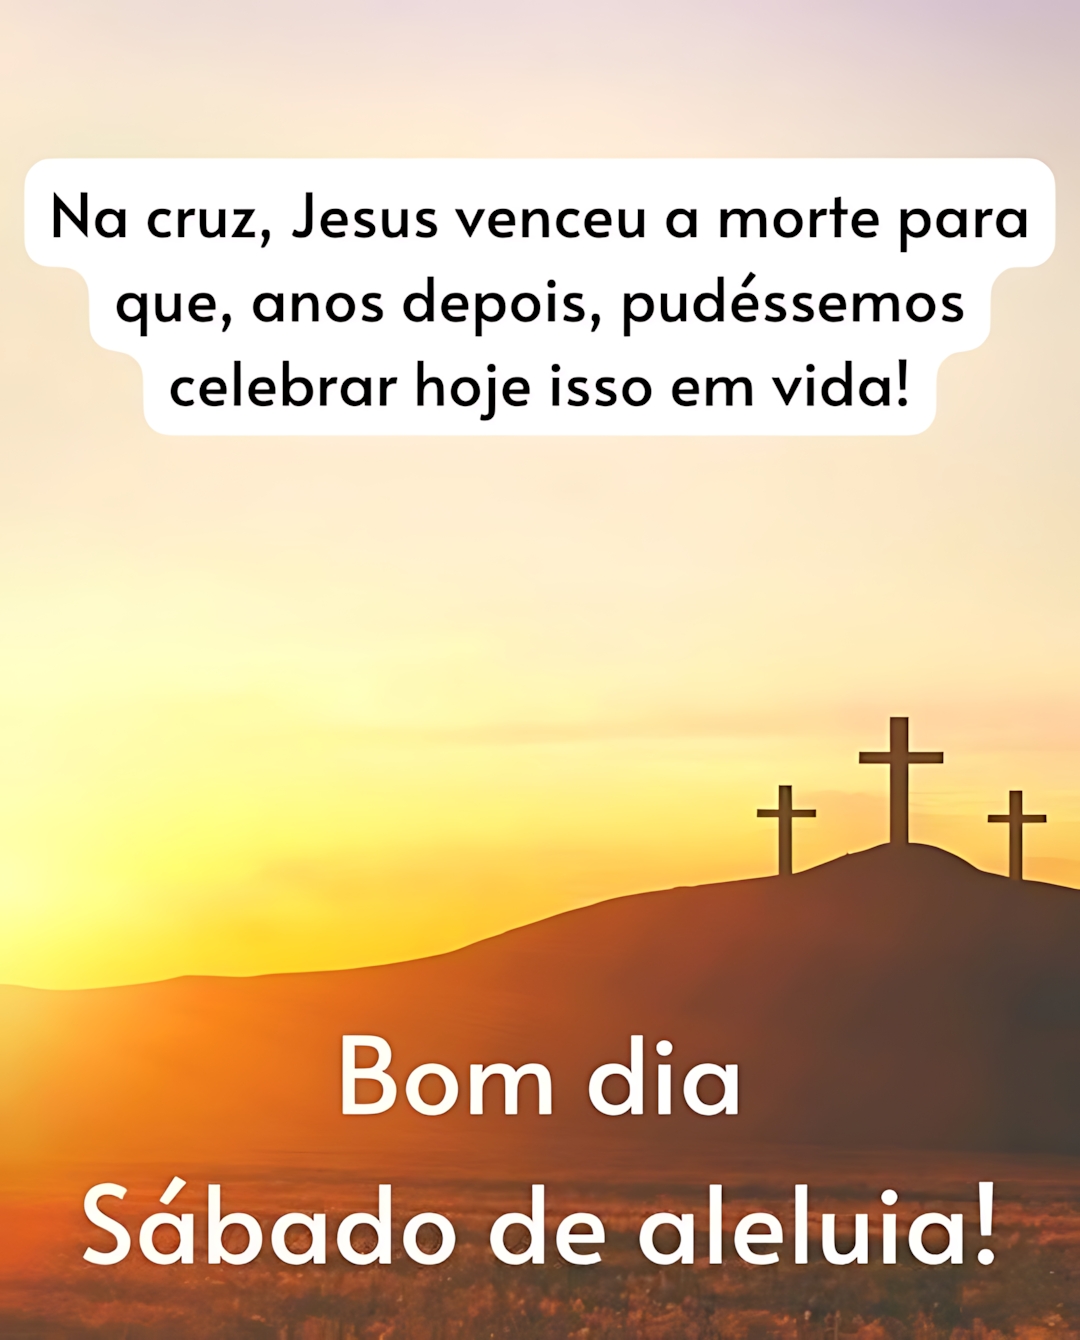 Na cruz, Jesus venceu a morte para
que, anos depois, pudéssemos
celebrar hoje isso em vida!
Bom dia
Sábado de aleluia!